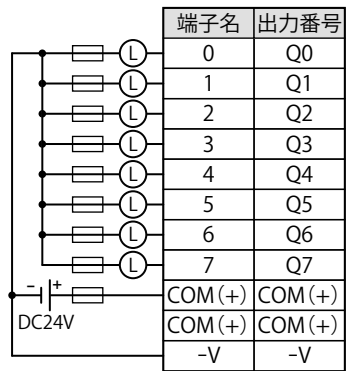 端子名 出力番号
L 0 Q0
L 1 Q1
L 2 Q2
L 3 Q3
L 4 Q4
L 5 Q5
L 6 Q6
L 7 Q7
- + COM(+) COM(+)
DC24V COM(+) COM(+)
-V -V